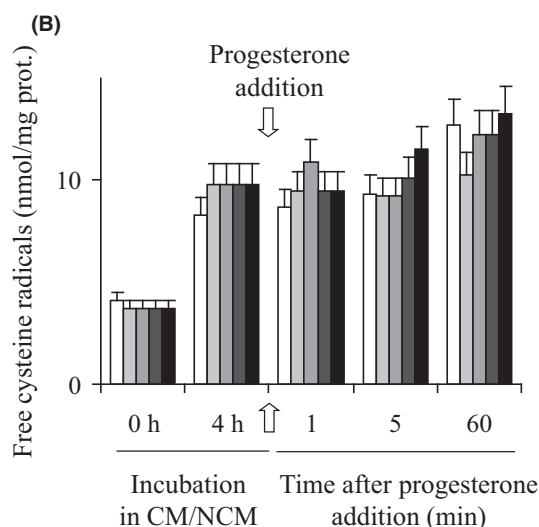 (B)
Progesterone
addition
Free cysteine radicals (nmol/mg prot.)
10
0
0 h 4 h 1 5 60
Incubation
in CM/NCM
Time after progesterone
addition (min)